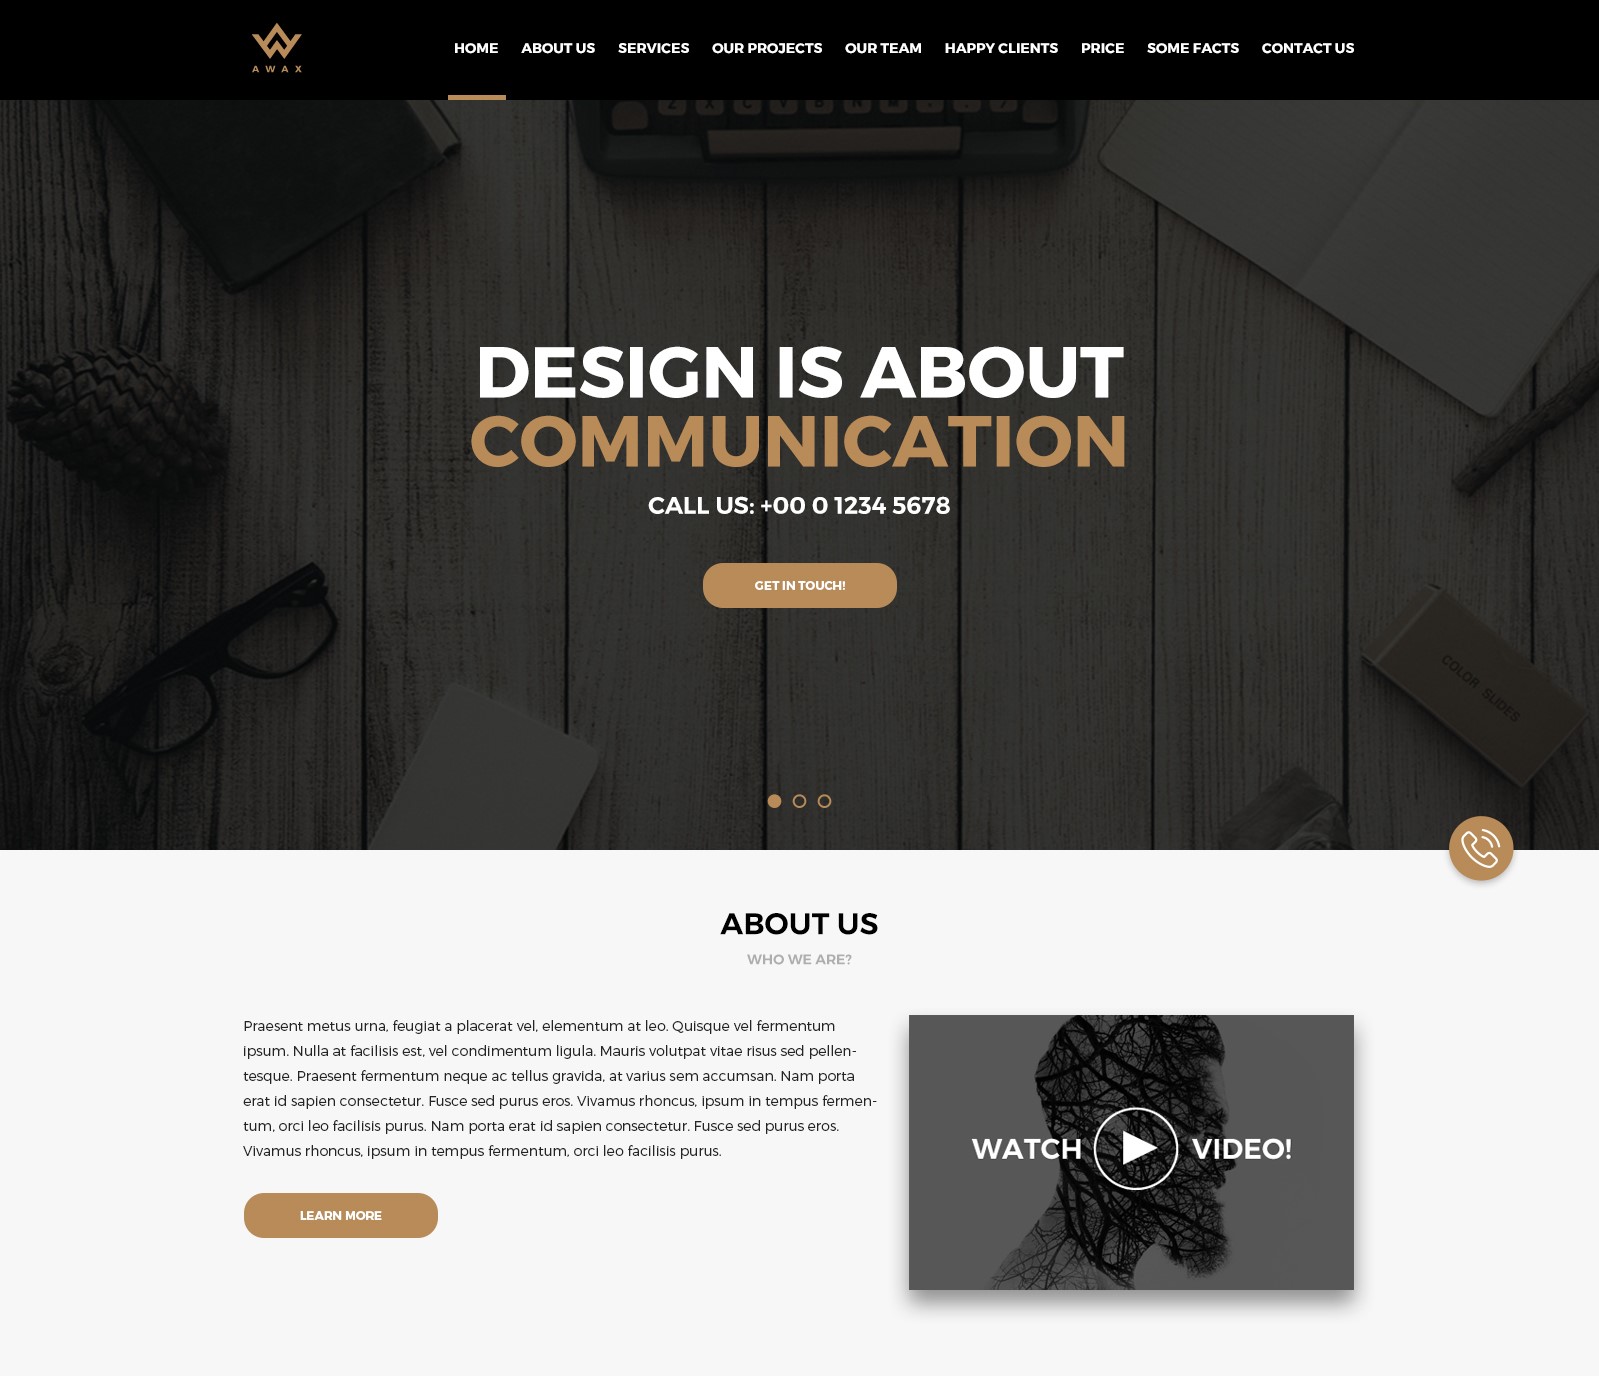 AWAX
HOME ABOUT US SERVICES OUR PROJECTS OUR TEAM HAPPY CLIENTS PRICE SOME FACTS CONTACT US
Z X C V B N M
DESIGN IS ABOUT
COMMUNICATION
CALL US: +00 0 1234 5678
GET IN TOUCH!
COLOR SLIDES
ABOUT US
WHO WE ARE?
Praesent metus urna, feugiat a placerat vel, elementum at leo. Quisque vel fermentum
ipsum. Nulla at facilisis est, vel condimentum ligula. Mauris volutpat vitae risus sed pellen-
tesque. Praesent fermentum neque ac tellus gravida, at varius sem accumsan. Nam porta
erat id sapien consectetur. Fusce sed purus eros. Vivamus rhoncus, ipsum in tempus fermen-
tum, orci leo facilisis purus. Nam porta erat id sapien consectetur. Fusce sed purus eros.
Vivamus rhoncus, ipsum in tempus fermentum, orci leo facilisis purus.
LEARN MORE
WATCH VIDEO!